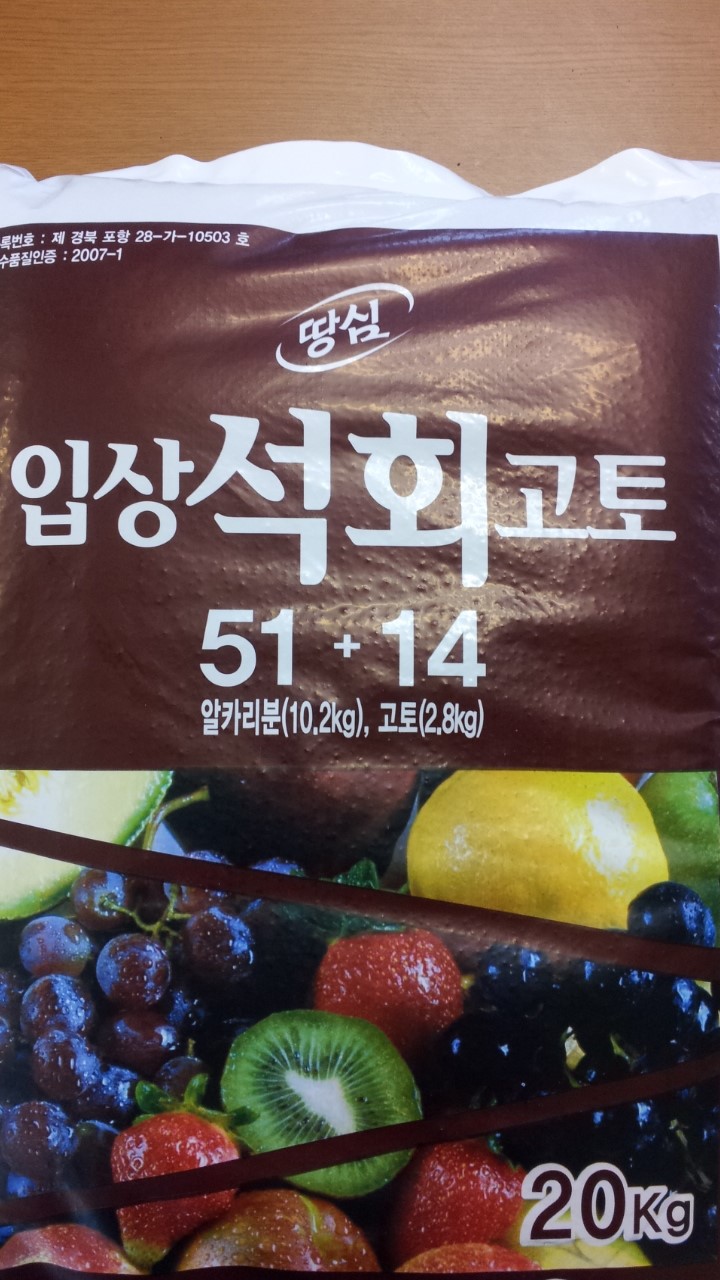 록번호 : 제 경북 포항 28-가-10503 호
수품질인증 : 2007-1
땅심
입상석회고토
51 + 14
알카리분(10.2kg), 고토(2.8kg)
20Kg